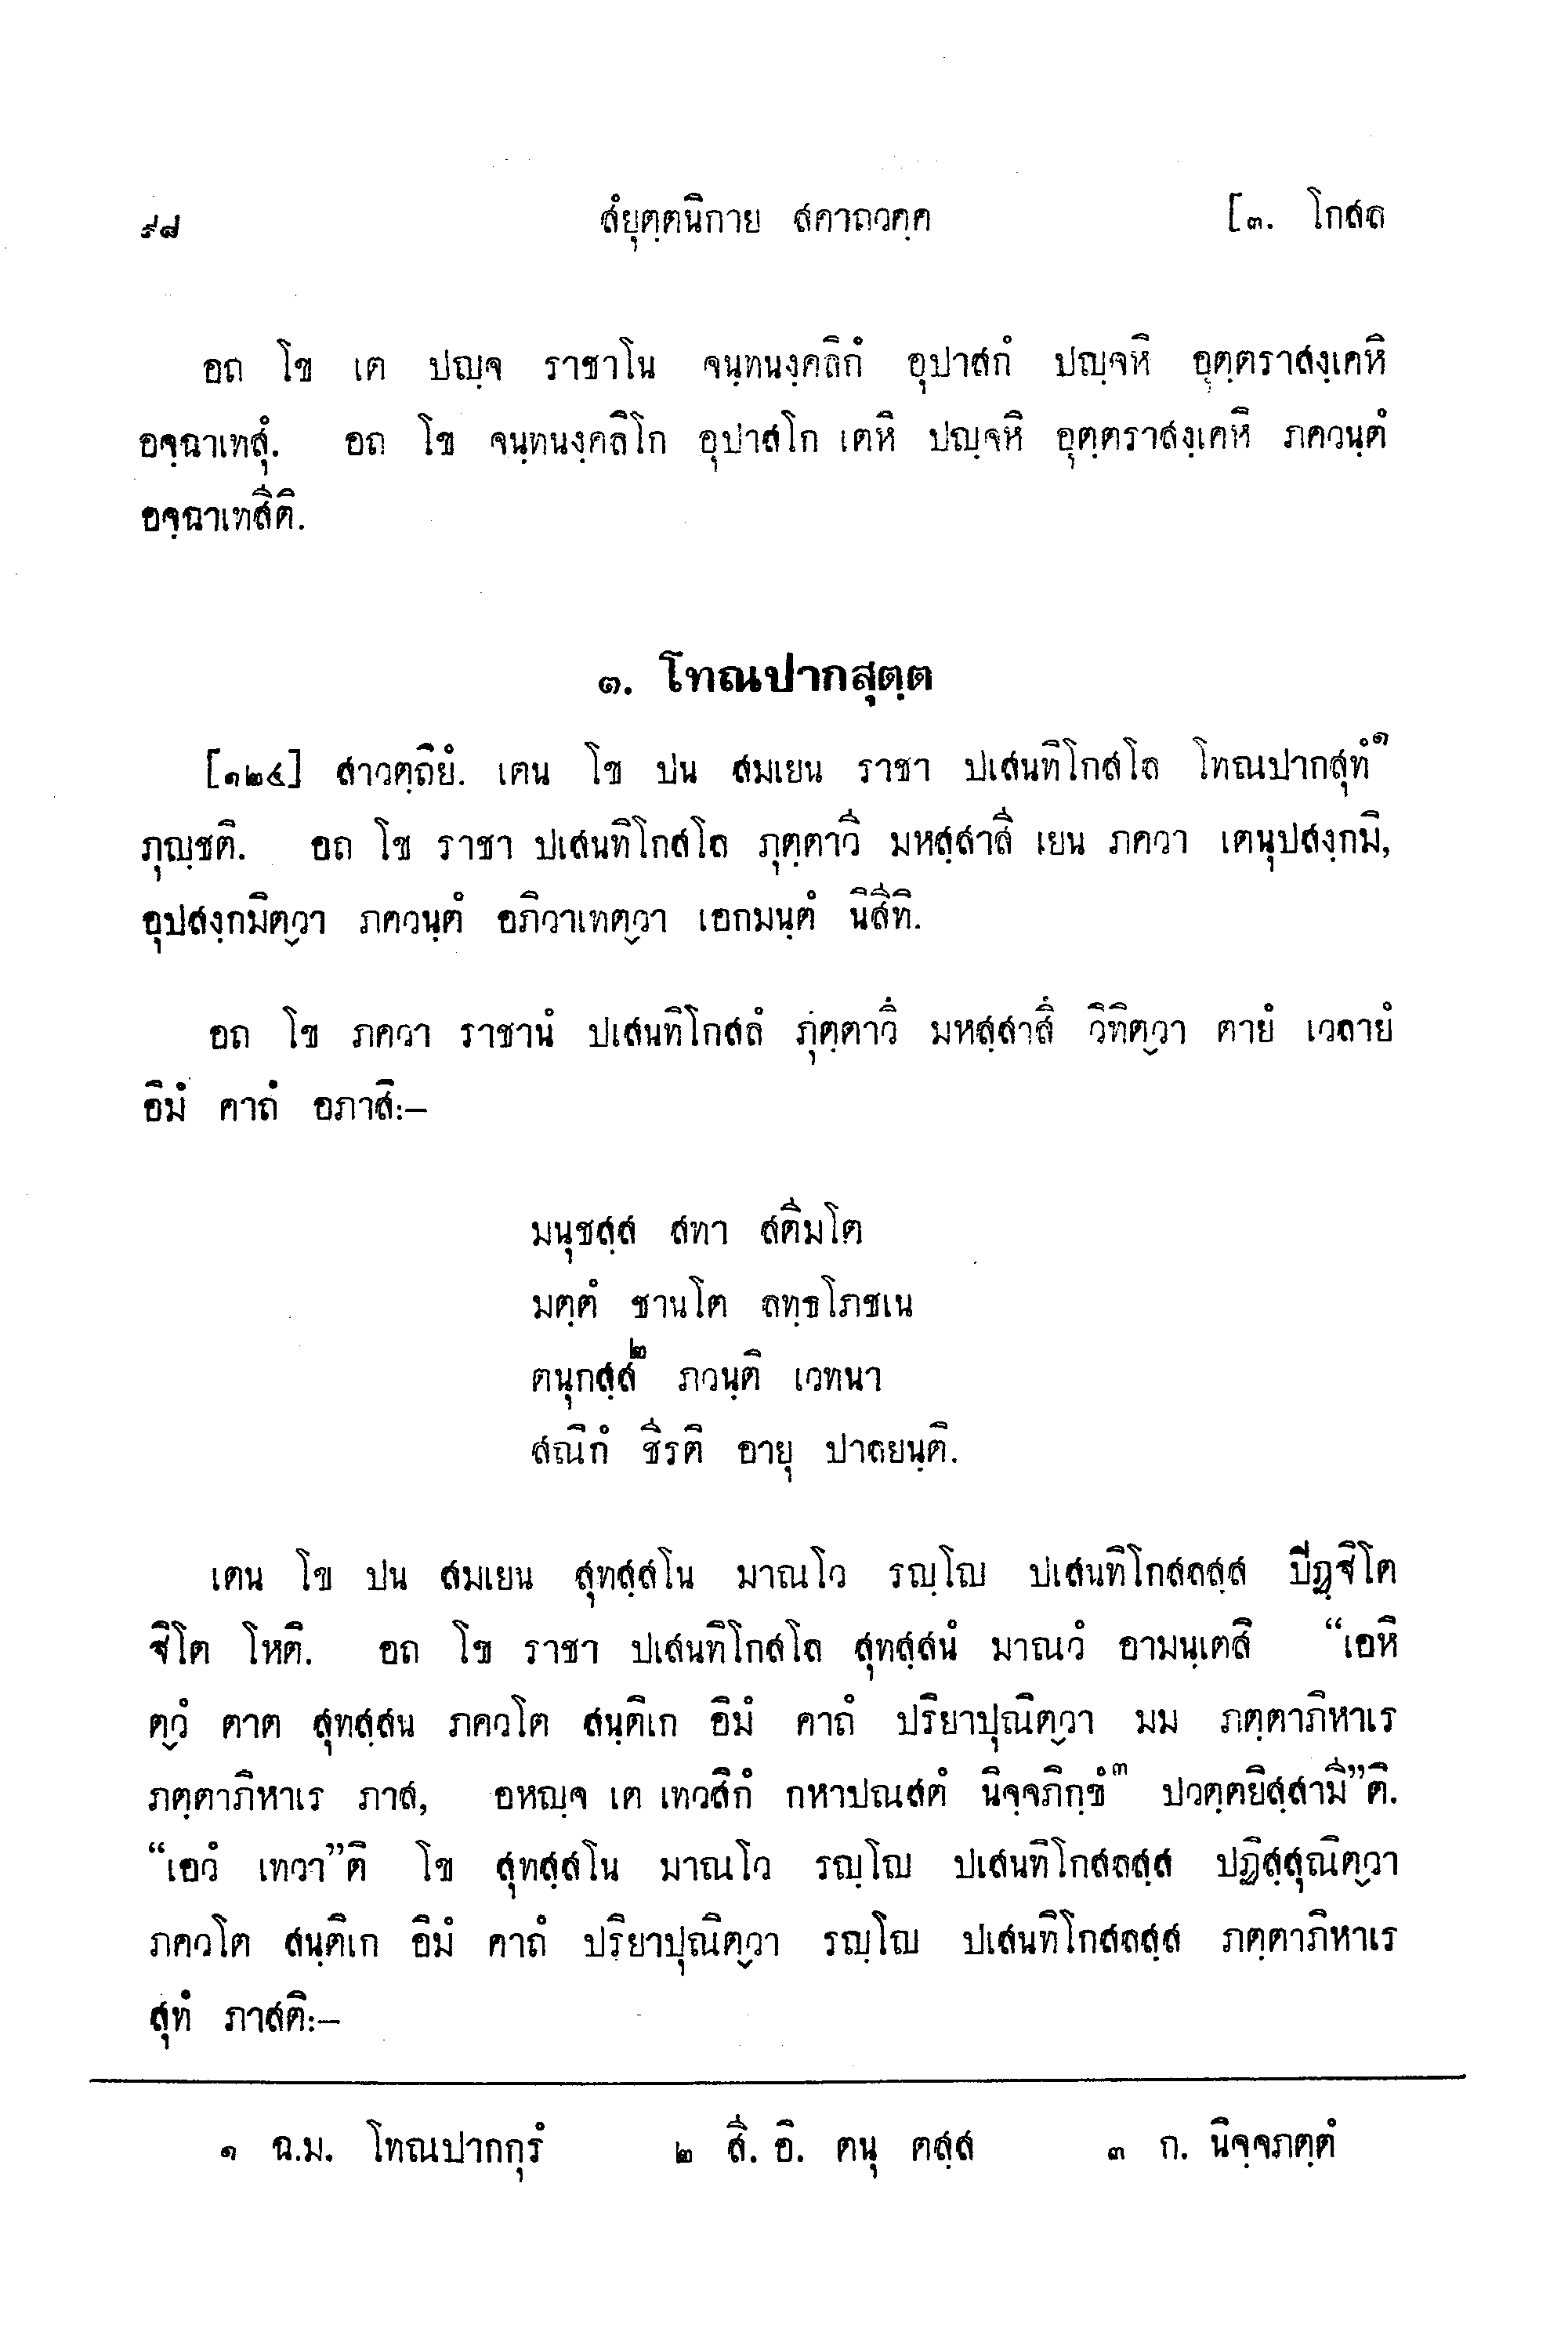 ๙๘ สํยุตฺตนิกาย สคาถวคฺค [๓. โกสล
อถ โข เต ปญฺจ ราชาโน จนฺทนงฺคลิกํ อุปาสกํ ปญฺจหิ อุตฺตราสงฺเคหิ
อจฺฉาเทสุํ. อถ โข จนฺทนงฺคลิโก อุปาสโก เตหิ ปญฺจหิ อุตฺตราสงฺเคหิ ภควนฺตํ
อจฺฉาเทสีติ.
๓. โทณปากสุตฺต
[๑๒๔] สาวตฺถิยํ. เตน โข ปน สมเยน ราชา ปเสนทิโกสโล โทณปากสุทํ๑
ภุญฺชติ. อถ โข ราชา ปเสนทิโกสโล ภุตฺตาวี มหสฺสาสี เยน ภควา เตนุปสงฺกมิ,
อุปสงฺกมิตฺวา ภควนฺตํ อภิวาเทตฺวา เอกมนฺตํ นิสีทิ.
อถ โข ภควา ราชานํ ปเสนทิโกสลํ ภุตฺตาวึ มหสฺสาสึ วิทิตฺวา ตายํ เวลายํ
อิมํ คาถํ อภาสิ:–
มนุชสฺส สทา สตีมโต
มตฺตํ ชานโต ลทฺธโภชเน
ตนุกสฺส๒ ภวนฺติ เวทนา
สณิกํ ชีรติ อายุ ปาลยนฺติ.
เตน โข ปน สมเยน สุทสฺสโน มาณโว รญฺโญ ปเสนทิโกสลสฺส ปิฏฺฐิโต
ฐิโต โหติ. อถ โข ราชา ปเสนทิโกสโล สุทสฺสนํ มาณวํ อามนฺเตสิ “เอหิ
ตฺวํ ตาต สุทสฺสน ภควโต สนฺติเก อิมํ คาถํ ปริยาปุณิตฺวา มม ภตฺตาภิหาเร
ภตฺตาภิหาเร ภาส, อหญฺจ เต เทวสิกํ กหาปณสตํ นิจฺจภิกฺขํ๓ ปวตฺตยิสฺสามี”ติ.
“เอวํ เทวา”ติ โข สุทสฺสโน มาณโว รญฺโญ ปเสนทิโกสลสฺส ปฏิสฺสุณิตฺวา
ภควโต สนฺติเก อิมํ คาถํ ปริยาปุณิตฺวา รญฺโญ ปเสนทิโกสลสฺส ภตฺตาภิหาเร
สุทํ ภาสติ:–
๑ ฉ.ม. โทณปากกุรํ ๒ สี. อิ. ตนุ ตสฺส ๓ ก. นิจฺจภตฺตํ